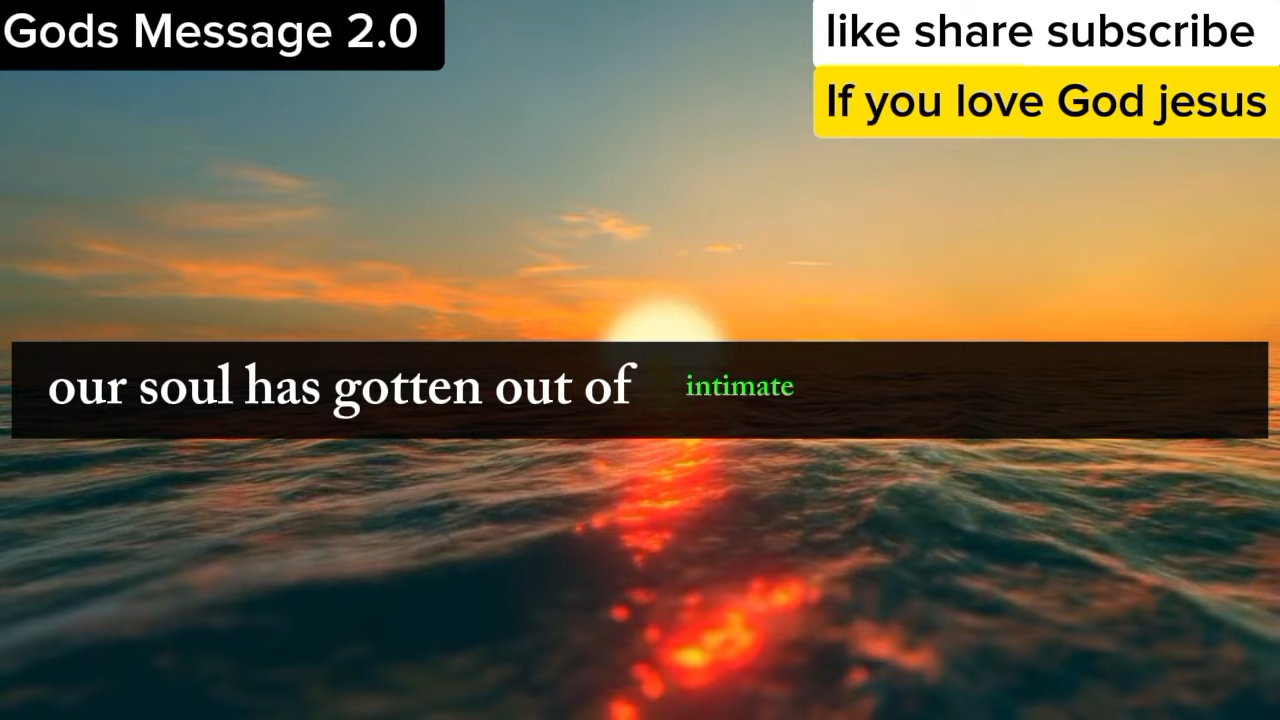 Gods Message 2.0
like share subscribe
If you love God jesus
our soul has gotten out of intimate